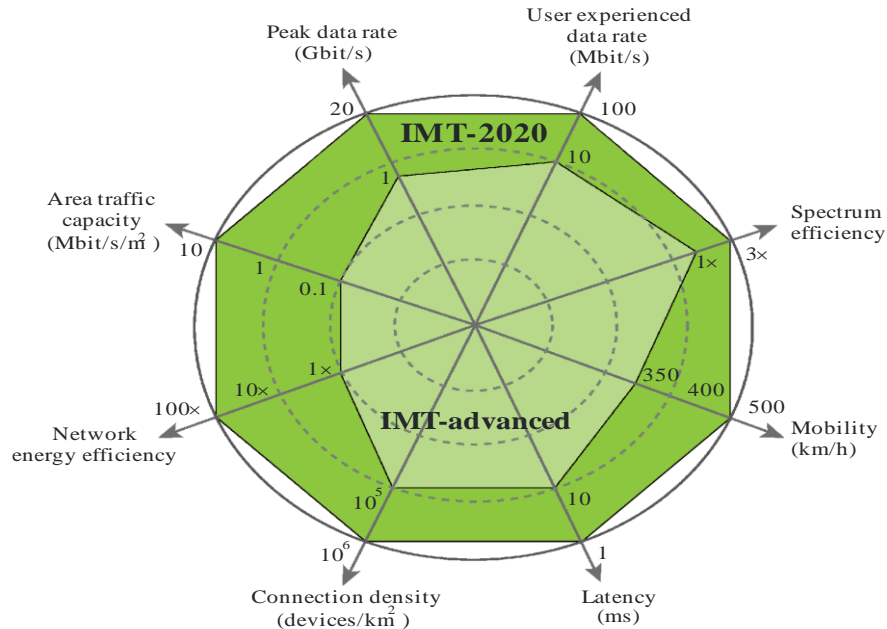 Peak data rate
(Gbit/s)
User experienced
data rate
(Mbit/s)
20
100
IMT-2020
1
10
Area traffic
capacity
(Mbit/s/m²)
Spectrum
efficiency
10
1
0.1
1×
3×
1×
10×
100×
350
400
500
Network
energy efficiency
IMT-advanced
Mobility
(km/h)
10⁵
10
10⁶
1
Connection density
(devices/km²)
Latency
(ms)